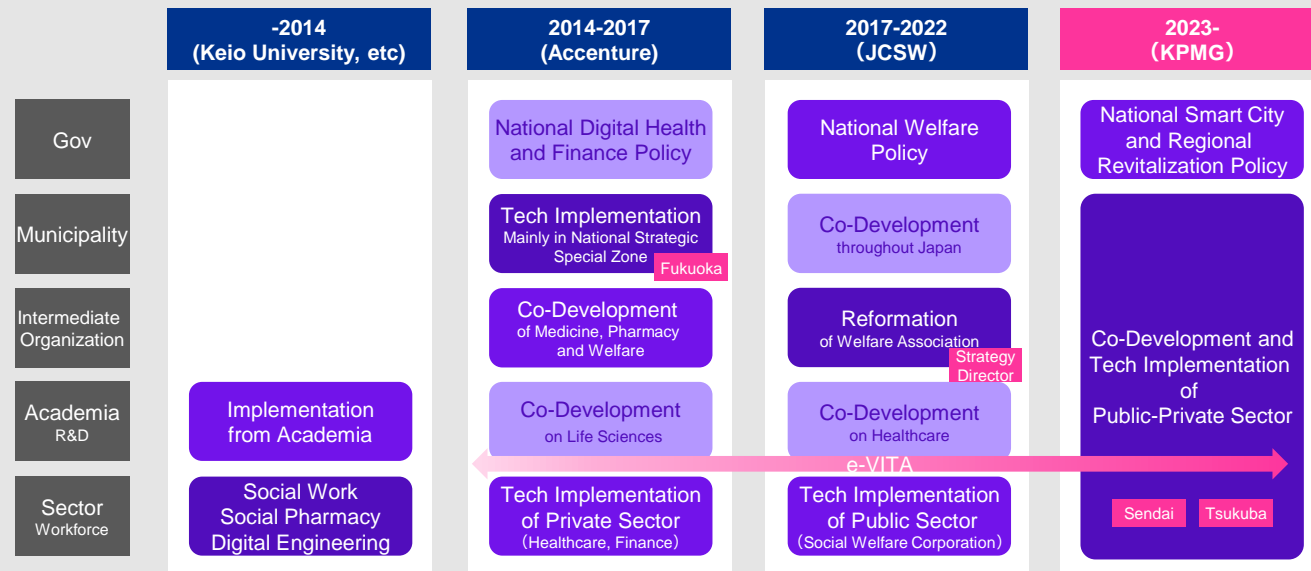 -2014
(Keio University, etc)
2014-2017
(Accenture)
2017-2022
（JCSW）
2023-
（KPMG）
Gov
National Digital Health
and Finance Policy
National Welfare
Policy
National Smart City
and Regional
Revitalization Policy
Municipality
Tech Implementation
Mainly in National Strategic
Special Zone
Fukuoka
Co-Development
throughout Japan
Intermediate
Organization
Co-Development
of Medicine, Pharmacy
and Welfare
Reformation
of Welfare Association
Strategy
Director
Co-Development and
Tech Implementation
of
Public-Private Sector
Academia
R&D
Implementation
from Academia
Co-Development
on Life Sciences
Co-Development
on Healthcare
e-VITA
Sector
Workforce
Social Work
Social Pharmacy
Digital Engineering
Tech Implementation
of Private Sector
（Healthcare, Finance）
Tech Implementation
of Public Sector
（Social Welfare Corporation）
Sendai
Tsukuba